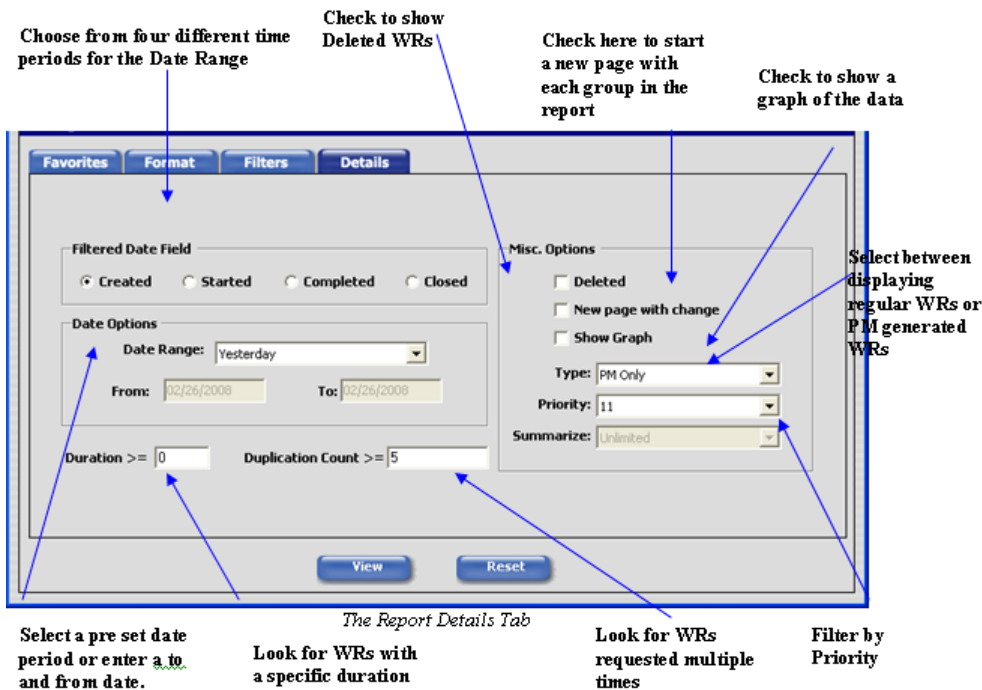 Choose from four different time
periods for the Date Range
Check to show
Deleted WRs
Check here to start
a new page with
each group in the
report
Check to show a
graph of the data
Favorites
Format
Filters
Details
Filtered Date Field
Created
Started
Completed
Closed
Date Options
Date Range: Yesterday
From: 02/26/2008
To: 02/26/2008
Duration >= 0
Duplication Count >= 5
Misc. Options
Deleted
New page with change
Show Graph
Type: PM Only
Priority: 11
Summarize: Unlimited
Select between
displaying
regular WRs or
PM generated
WRs
View
Reset
The Report Details Tab
Select a pre set date
period or enter a to
and from date.
Look for WRs with
a specific duration
Look for WRs
requested multiple
times
Filter by
Priority